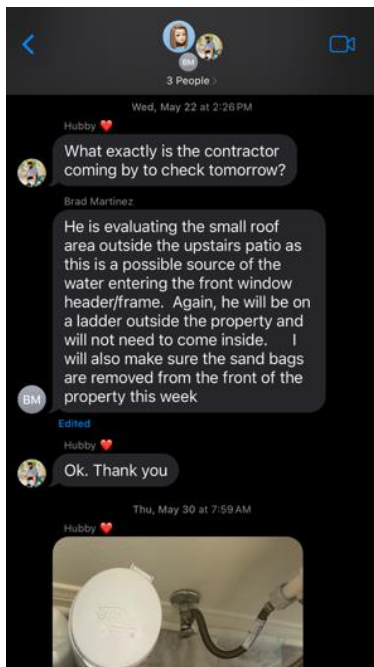 BM
3 People >
Wed, May 22 at 2:26 PM
Hubby ❤️
What exactly is the contractor
coming by to check tomorrow?
Brad Martinez
He is evaluating the small roof
area outside the upstairs patio as
this is a possible source of the
water entering the front window
header/frame.  Again, he will be on
a ladder outside the property and
will not need to come inside.     I
will also make sure the sand bags
are removed from the front of the
property this week
BM
Edited
Hubby ❤️
Ok. Thank you
Thu, May 30 at 7:59 AM
Hubby ❤️